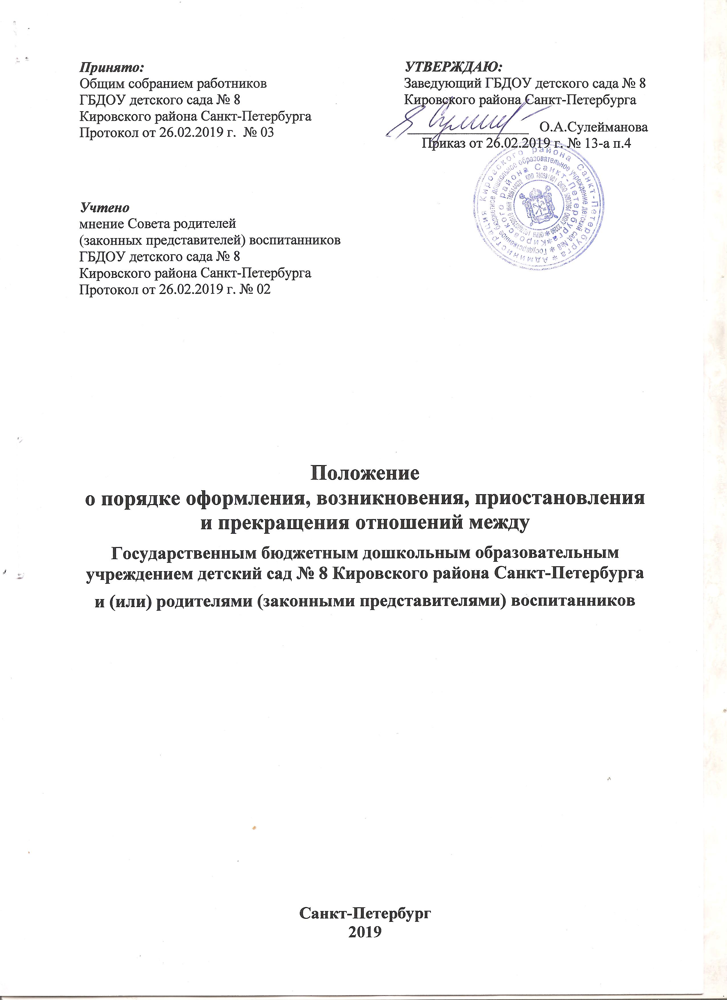 Принято:
Общим собранием работников
ГБДОУ детского сада № 8
Кировского района Санкт-Петербурга
Протокол от 26.02.2019 г.  № 03
УТВЕРЖДАЮ:
Заведующий ГБДОУ детского сада № 8
Кировского района Санкт-Петербурга
О.А.Сулейманова
Приказ от 26.02.2019 г. № 13-а п.4
Администрация Кировского района Санкт-Петербурга
Государственное бюджетное дошкольное образовательное учреждение детский сад №8
Кировского района Санкт-Петербурга
Учтено
мнение Совета родителей
(законных представителей) воспитанников
ГБДОУ детского сада № 8
Кировского района Санкт-Петербурга
Протокол от 26.02.2019 г. № 02
Положение
о порядке оформления, возникновения, приостановления
и прекращения отношений между
Государственным бюджетным дошкольным образовательным
учреждением детский сад № 8 Кировского района Санкт-Петербурга
и (или) родителями (законными представителями) воспитанников
Санкт-Петербург
2019